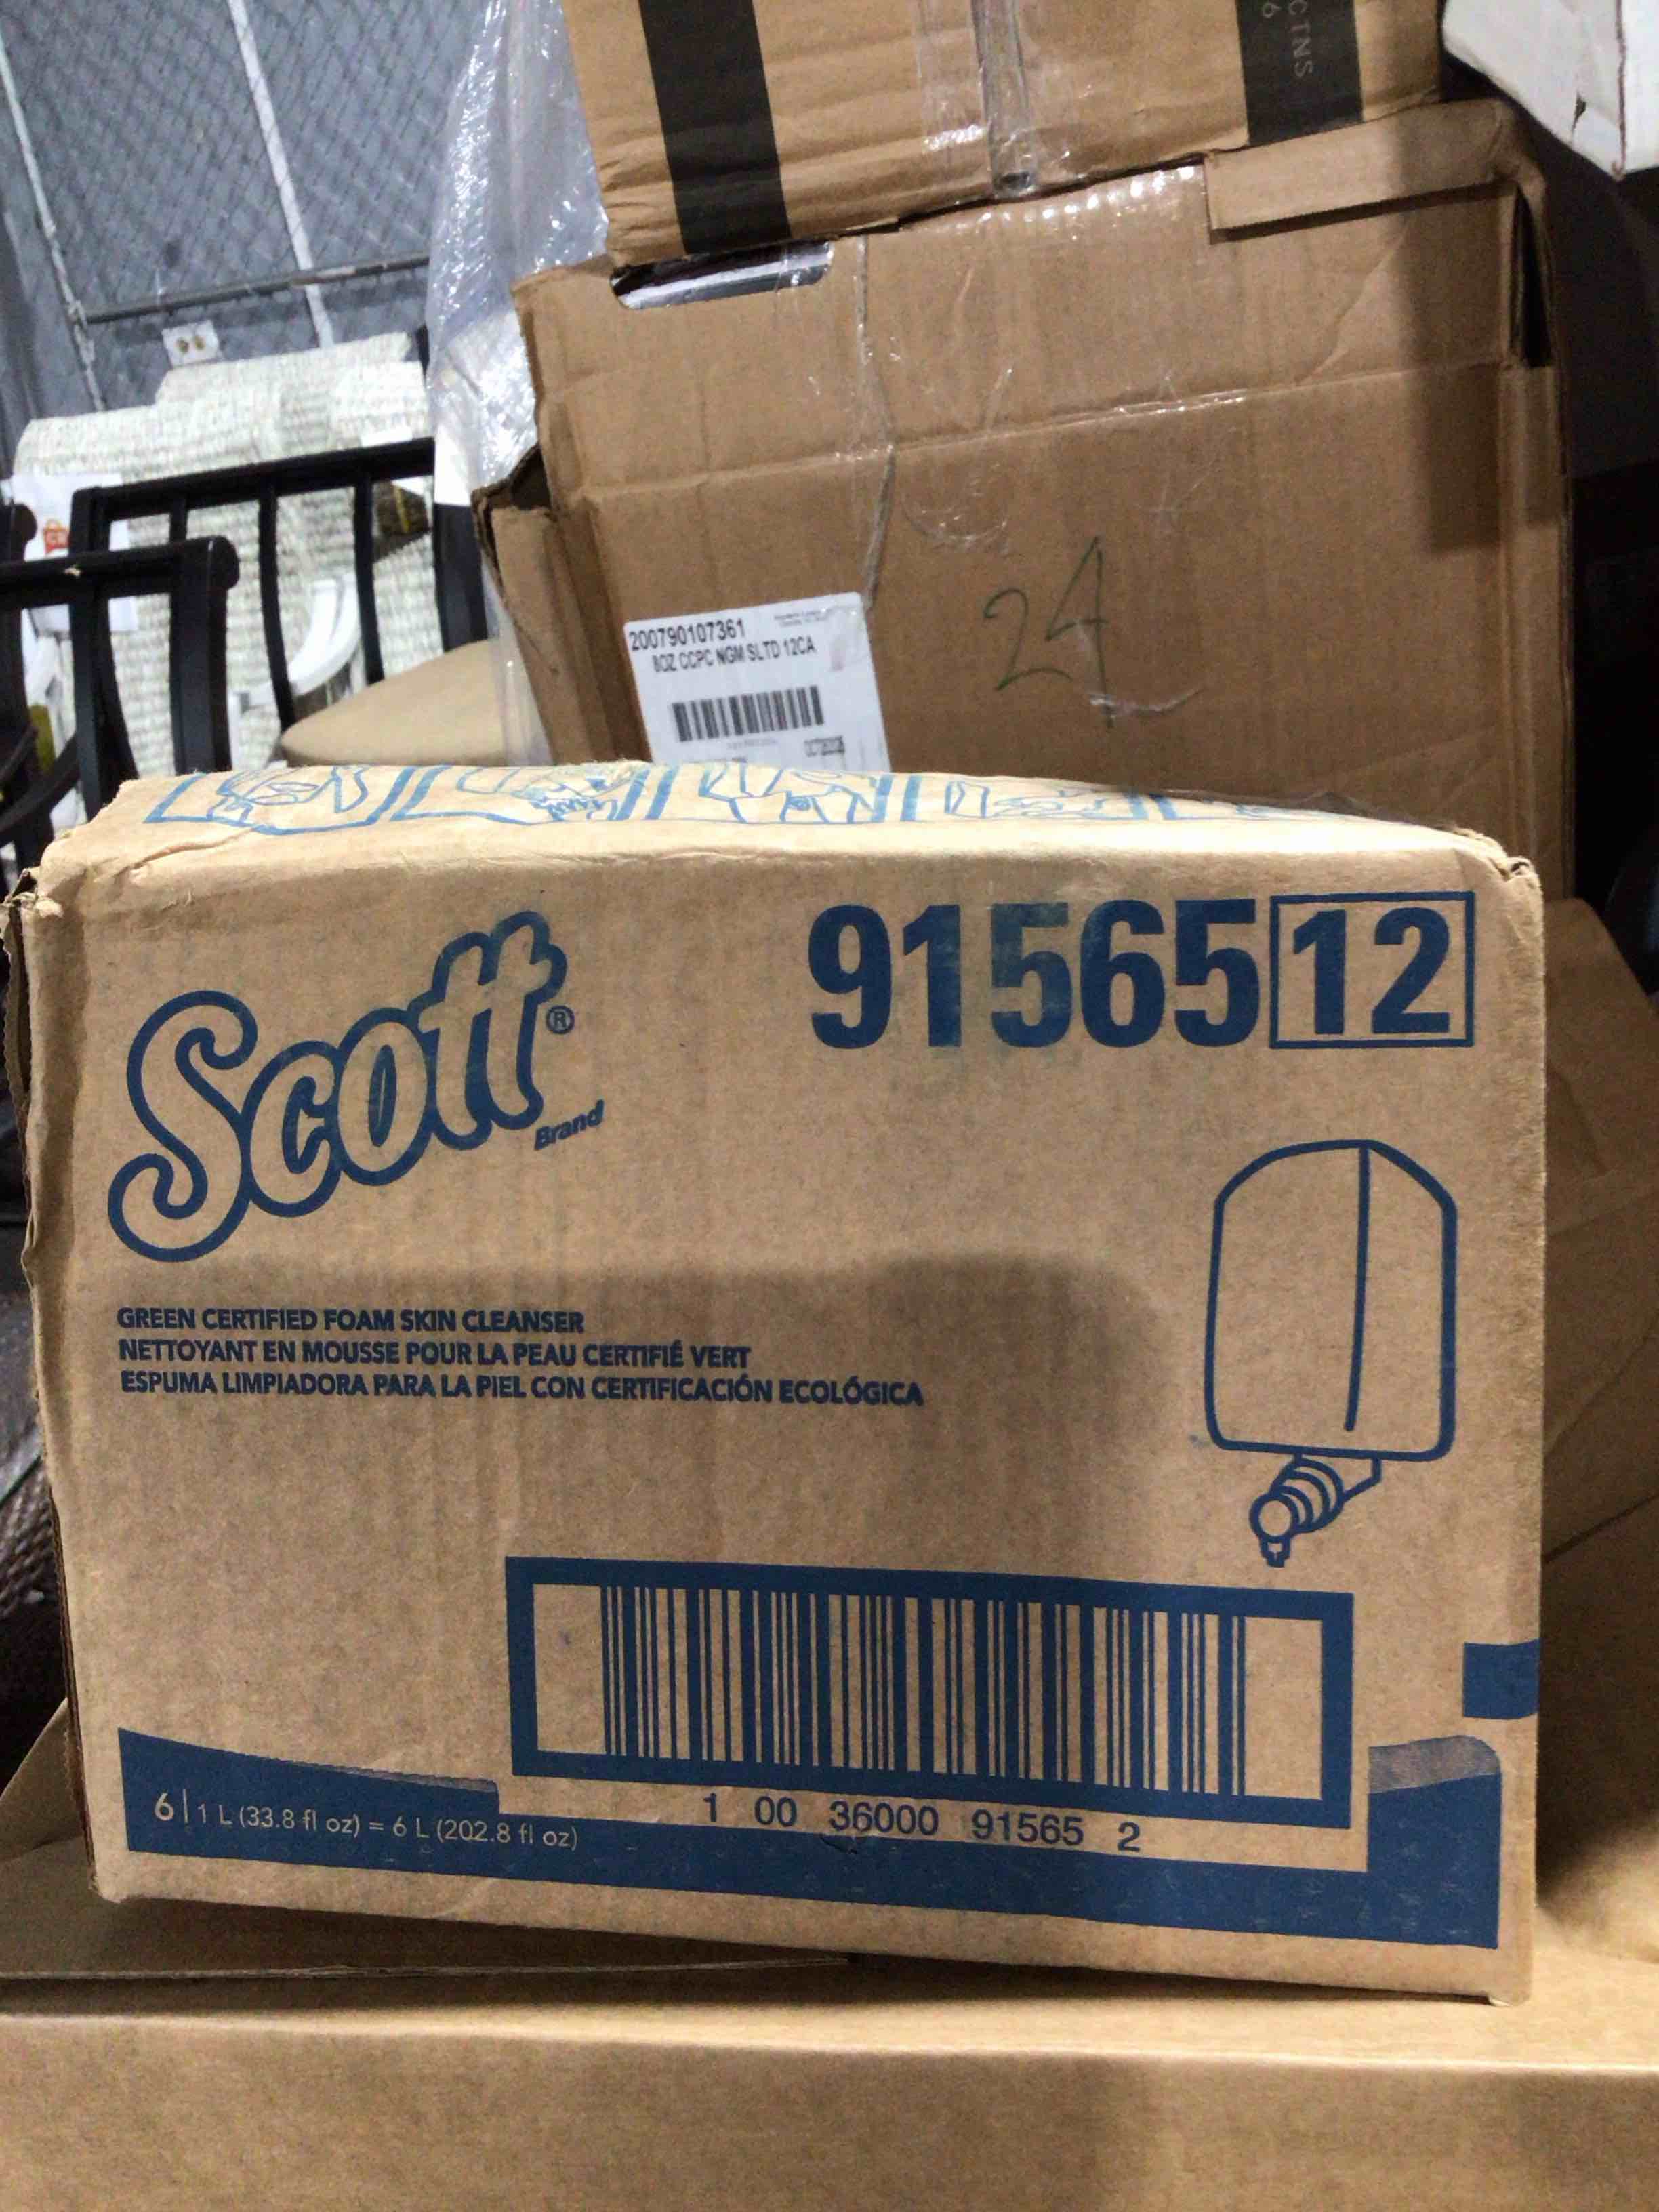 CTNS
6
24
200790107361
8OZ CCPC NGM SLTD 12CA
Scott®
Brand
91565 12
GREEN CERTIFIED FOAM SKIN CLEANSER
NETTOYANT EN MOUSSE POUR LA PEAU CERTIFIÉ VERT
ESPUMA LIMPIADORA PARA LA PIEL CON CERTIFICACIÓN ECOLÓGICA
1 00 36000 91565 2
6 | 1 L (33.8 fl oz) = 6 L (202.8 fl oz)